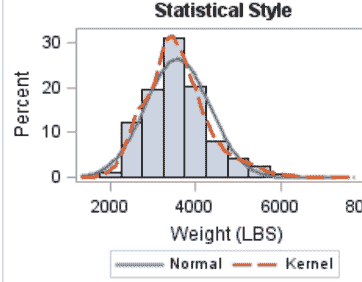 Statistical Style
30
20
10
0
Percent
2000 4000 6000 80
Weight (LBS)
Normal Kernel